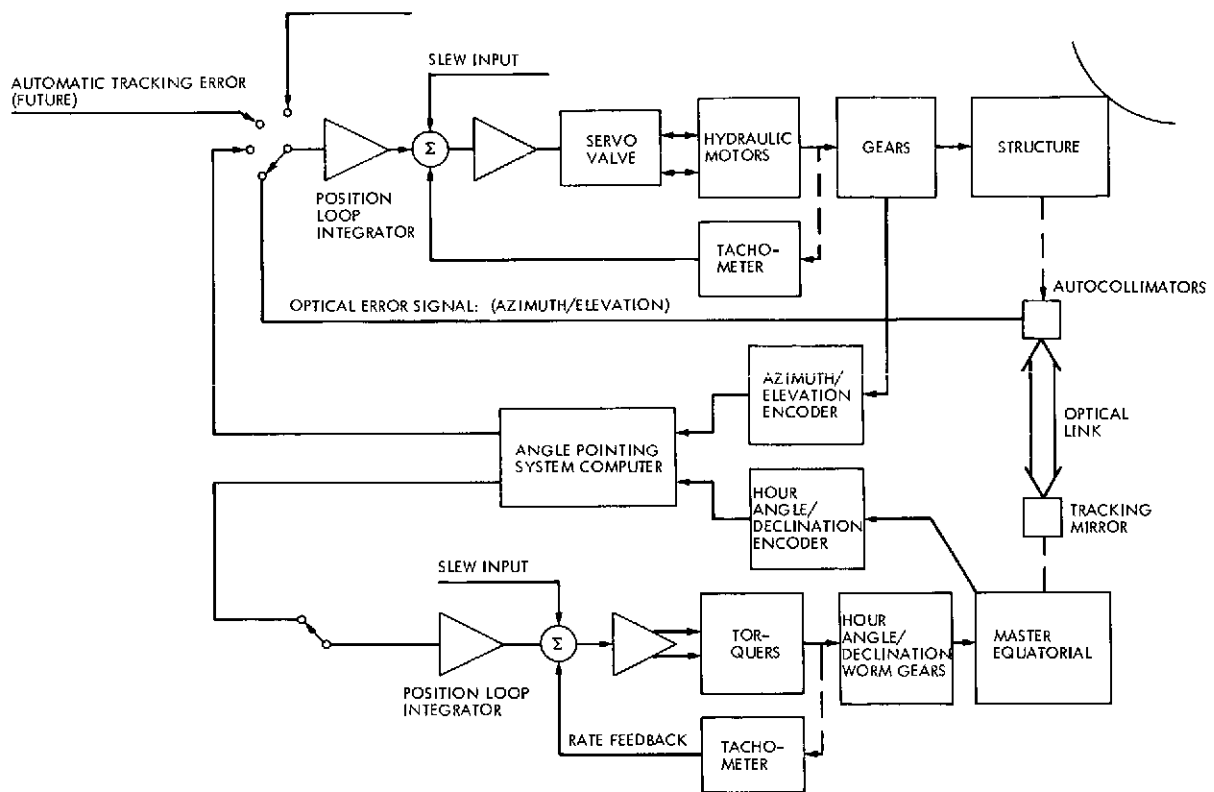 AUTOMATIC TRACKING ERROR
(FUTURE)
SLEW INPUT
POSITION
LOOP
INTEGRATOR
Σ
SERVO
VALVE
HYDRAULIC
MOTORS
GEARS
STRUCTURE
TACHO-
METER
AUTOCOLLIMATORS
OPTICAL ERROR SIGNAL: (AZIMUTH/ELEVATION)
AZIMUTH/
ELEVATION
ENCODER
OPTICAL
LINK
ANGLE POINTING
SYSTEM COMPUTER
HOUR
ANGLE/
DECLINATION
ENCODER
TRACKING
MIRROR
SLEW INPUT
POSITION LOOP
INTEGRATOR
Σ
TOR-
QUERS
HOUR
ANGLE/
DECLINATION
WORM GEARS
MASTER
EQUATORIAL
RATE FEEDBACK
TACHO-
METER